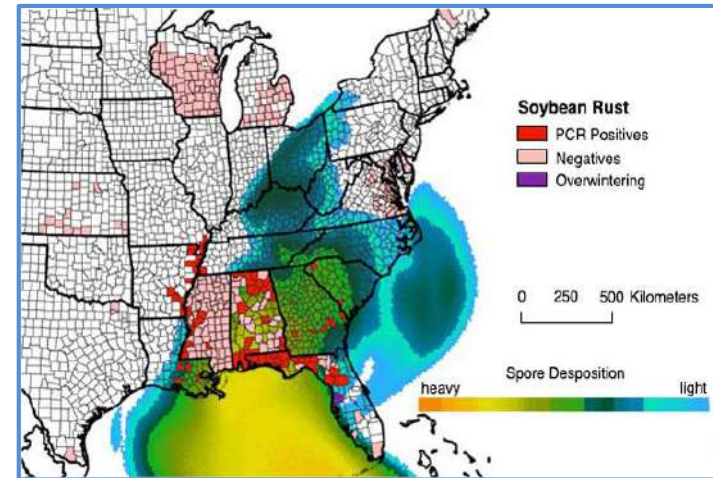 Soybean Rust
PCR Positives
Negatives
Overwintering
0 250 500 Kilometers
Spore Desposition
heavy light